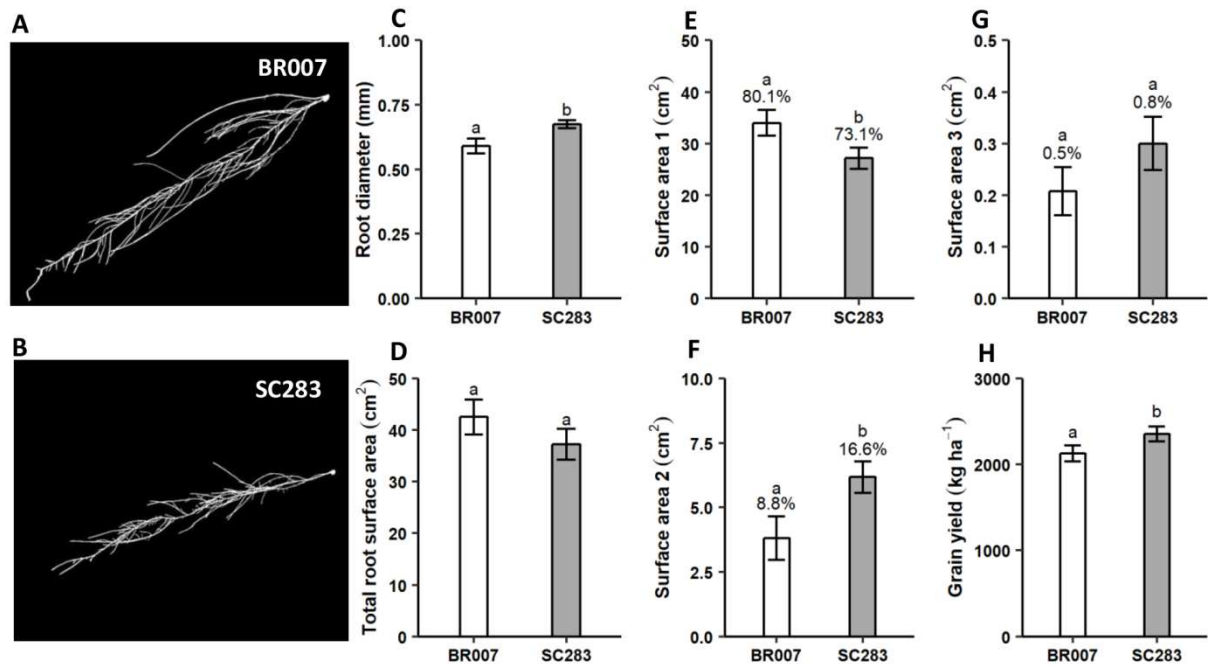 A
BR007
B
SC283
C
Root diameter (mm)
1.00
0.75
0.50
0.25
0.00
a
b
BR007
SC283
D
Total root surface area (cm²)
50
40
30
20
10
0
a
a
BR007
SC283
E
Surface area 1 (cm²)
50
40
30
20
10
0
a
80.1%
b
73.1%
BR007
SC283
F
Surface area 2 (cm²)
10.0
7.5
5.0
2.5
0.0
a
8.8%
b
16.6%
BR007
SC283
G
Surface area 3 (cm²)
0.5
0.4
0.3
0.2
0.1
0.0
a
0.5%
a
0.8%
BR007
SC283
H
Grain yield (kg ha⁻¹)
3000
2000
1000
0
a
b
BR007
SC283